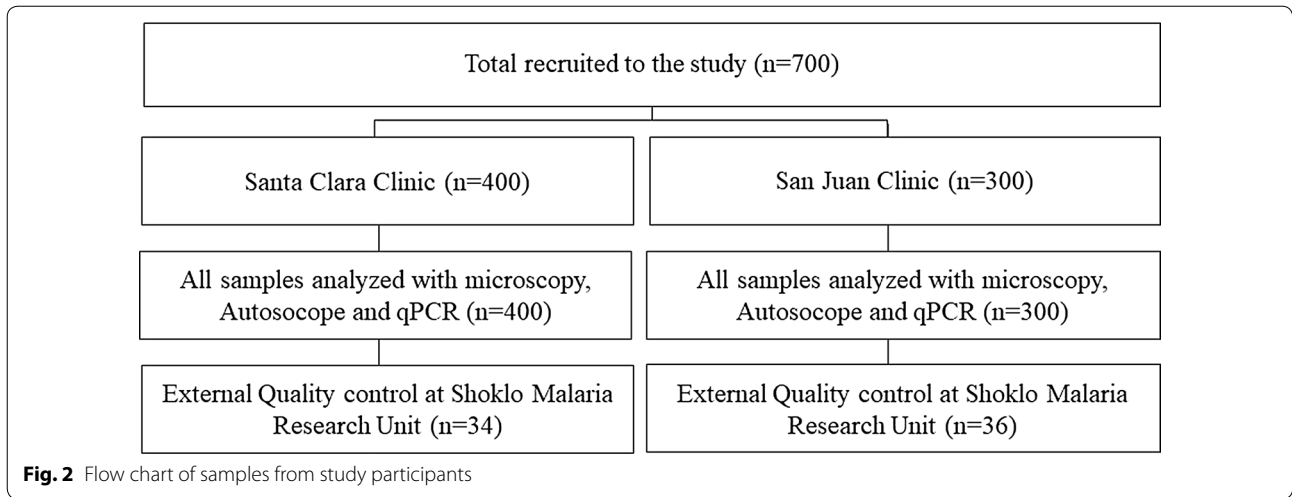 Total recruited to the study (n=700)
Santa Clara Clinic (n=400)
San Juan Clinic (n=300)
All samples analyzed with microscopy,
Autosocope and qPCR (n=400)
All samples analyzed with microscopy,
Autosocope and qPCR (n=300)
External Quality control at Shoklo Malaria
Research Unit (n=34)
External Quality control at Shoklo Malaria
Research Unit (n=36)
Fig. 2 Flow chart of samples from study participants